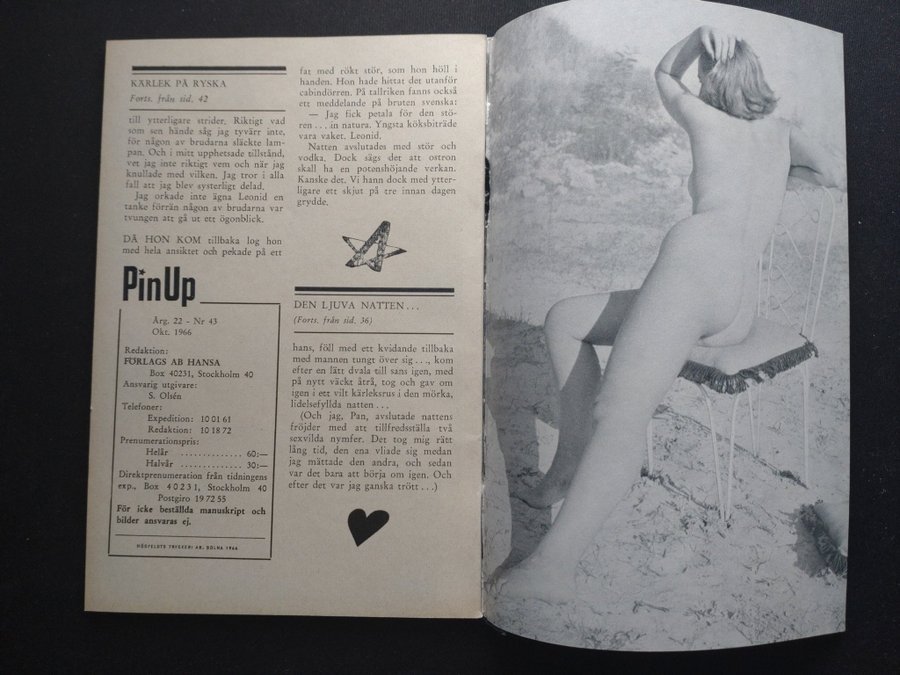 KÄRLEK PÅ RYSKA
Forts. från sid. 42
till ytterligare strider. Riktigt vad
som sen hände såg jag tyvärr inte,
för någon av brudarna släckte lam-
pan. Och i mitt upphetsade tillstånd,
vet jag inte riktigt vem och när jag
knullade med vilken. Jag tror i alla
fall att jag blev systerligt delad.
Jag orkade inte ägna Leonid en
tanke förrän någon av brudarna var
tvungen att gå ut ett ögonblick.
DÅ HON KOM tillbaka log hon
med hela ansiktet och pekade på ett
PinUp
Årg. 22 - Nr 43
Okt. 1966
Redaktion:
FÖRLAGS AB HANSA
Box 40231, Stockholm 40
Ansvarig utgivare:
S. Olsén
Telefoner:
Expedition: 10 01 61
Redaktion: 10 18 72
Prenumerationspris:
Helår .............. 60:—
Halvår .............. 30:—
Direktprenumeration från tidningens
exp., Box 40231, Stockholm 40
Postgiro 19 72 55
För icke beställda manuskript och
bilder ansvaras ej.
TRYCKERI AB, SOLNA 1966
fat med rökt stör, som hon höll i
handen. Hon hade hittat det utanför
cabindörren. På tallriken fanns också
ett meddelande på bruten svenska:
— Jag fick petala för den stö-
ren . . . in natura. Yngsta köksbiträde
vara vaket. Leonid.
Natten avslutades med stör och
vodka. Dock sägs det att ostron
skall ha en potenshöjande verkan.
Kanske det. Vi hann dock med ytter-
ligare ett skjut på tre innan dagen
grydde.
DEN LJUVA NATTEN . . .
(Forts. från sid. 36)
hans, föll med ett kvidande tillbaka
med mannen tungt över sig . . ., kom
efter en lätt dvala till sans igen, med
på nytt väckt åtrå, tog och gav om
igen i ett vilt kärleksrus i den mörka,
lidelsefyllda natten . . .
(Och jag, Pan, avslutade nattens
fröjder med att tillfredsställa två
sexvilda nymfer. Det tog mig rätt
lång tid, den ena vliade sig medan
jag mättade den andra, och sedan
var det bara att börja om igen. Och
efter det var jag ganska trött . . .)